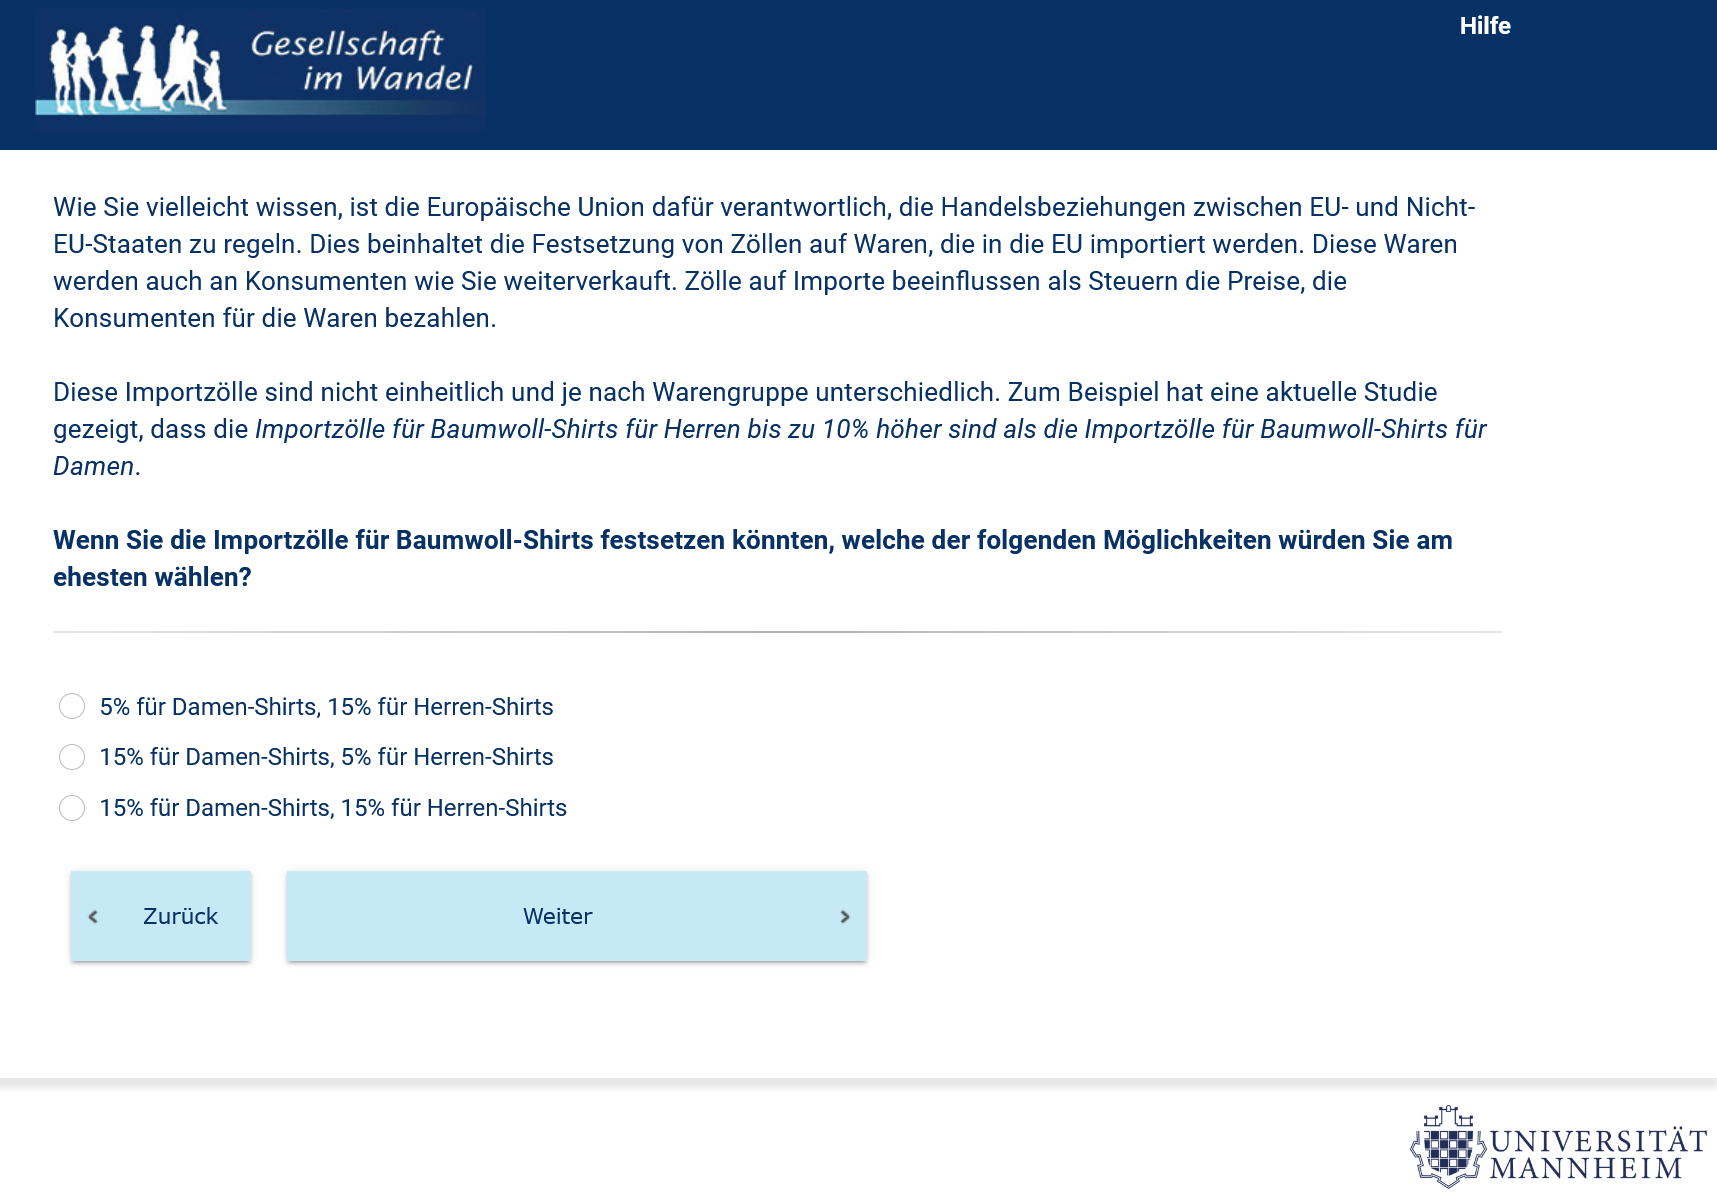 Gesellschaft
im Wandel
Hilfe
Wie Sie vielleicht wissen, ist die Europäische Union dafür verantwortlich, die Handelsbeziehungen zwischen EU- und Nicht-
EU-Staaten zu regeln. Dies beinhaltet die Festsetzung von Zöllen auf Waren, die in die EU importiert werden. Diese Waren
werden auch an Konsumenten wie Sie weiterverkauft. Zölle auf Importe beeinflussen als Steuern die Preise, die
Konsumenten für die Waren bezahlen.
Diese Importzölle sind nicht einheitlich und je nach Warengruppe unterschiedlich. Zum Beispiel hat eine aktuelle Studie
gezeigt, dass die Importzölle für Baumwoll-Shirts für Herren bis zu 10% höher sind als die Importzölle für Baumwoll-Shirts für
Damen.
Wenn Sie die Importzölle für Baumwoll-Shirts festsetzen könnten, welche der folgenden Möglichkeiten würden Sie am
ehesten wählen?
5% für Damen-Shirts, 15% für Herren-Shirts
15% für Damen-Shirts, 5% für Herren-Shirts
15% für Damen-Shirts, 15% für Herren-Shirts
Zurück
Weiter
UNIVERSITÄT
MANNHEIM